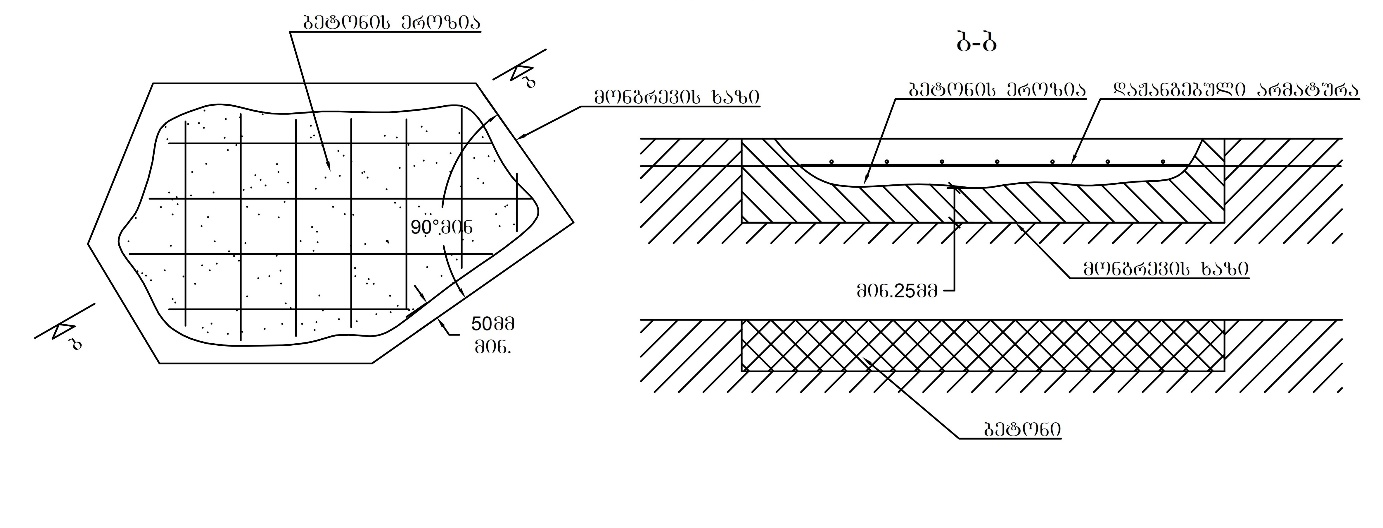 ბეტონის ეროზია
ბ
მონგრევის ხაზი
90° მინ
50მმ
მინ.
ბ
ბ-ბ
ბეტონის ეროზია
დაჟანგებული არმატურა
მონგრევის ხაზი
მინ.25მმ
ბეტონი